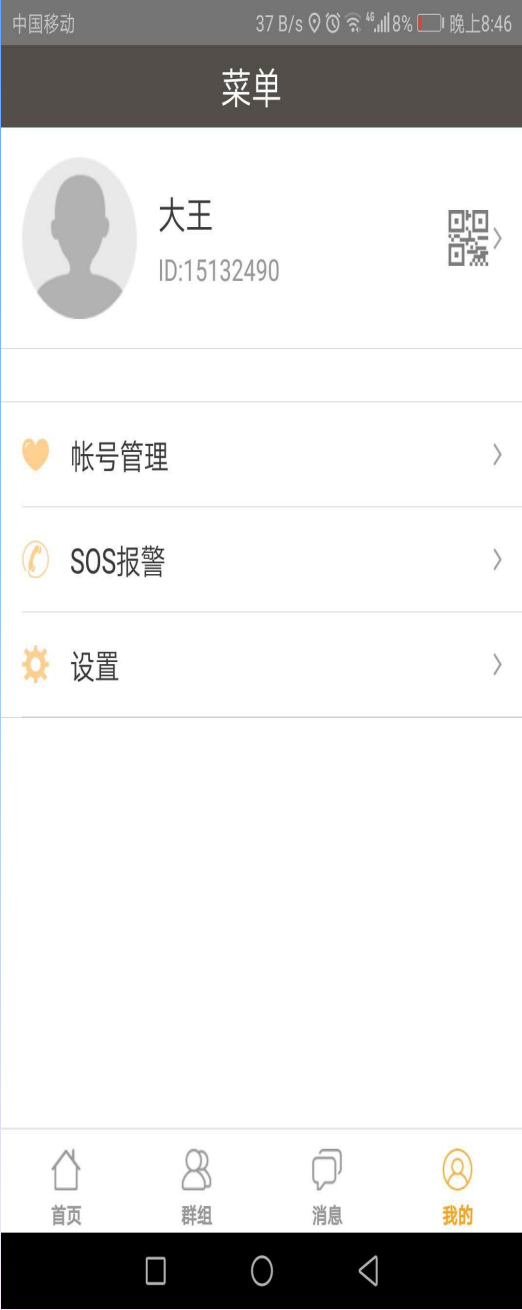 中国移动 37 B/s 4G 8% 晚上8:46
菜单
大王
ID:15132490
帐号管理
SOS报警
设置
首页 群组 消息 我的